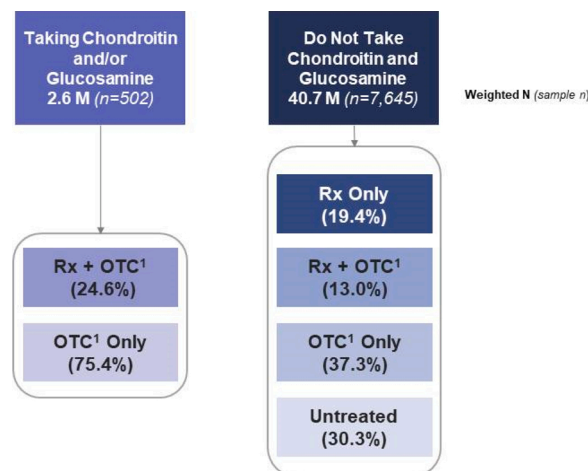 Taking Chondroitin
and/or
Glucosamine
2.6 M (n=502)
Do Not Take
Chondroitin and
Glucosamine
40.7 M (n=7,645)
Weighted N (sample n)
Rx + OTC¹
(24.6%)
OTC¹ Only
(75.4%)
Rx Only
(19.4%)
Rx + OTC¹
(13.0%)
OTC¹ Only
(37.3%)
Untreated
(30.3%)